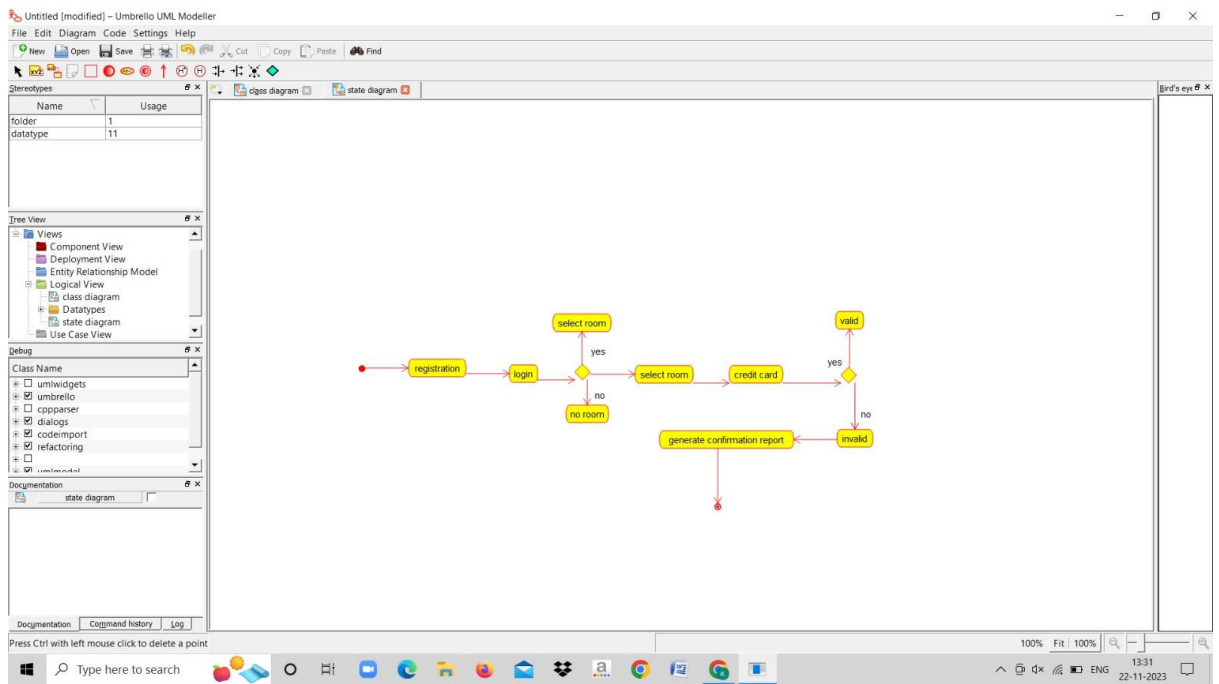 Untitled [modified] – Umbrello UML Modeller
File Edit Diagram Code Settings Help
New Open Save Cut Copy Paste Find
Stereotypes
class diagram state diagram
Bird's eye
Name Usage
folder 1
datatype 11
Tree View
Views
Component View
Deployment View
Entity Relationship Model
Logical View
class diagram
Datatypes
state diagram
Use Case View
Debug
Class Name
umlwidgets
umbrello
cppparser
dialogs
codeimport
refactoring
umlmodel
Documentation
state diagram
select room
valid
yes
yes
registration
login
select room
credit card
no
no room
no
generate confirmation report
invalid
Documentation Command history Log
Press Ctrl with left mouse click to delete a point
100% Fit 100%
Type here to search
ENG
13:31
22-11-2023